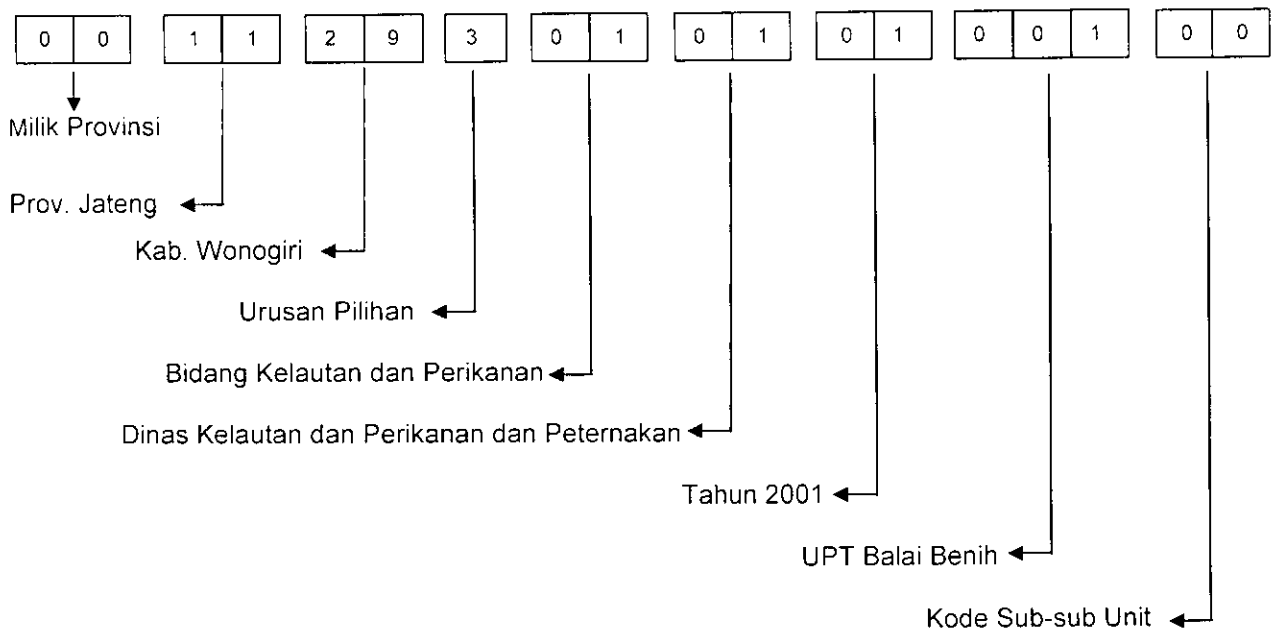 0 0 1 1 2 9 3 0 1 0 1 0 1 0 0 1 0 0
Milik Provinsi
Prov. Jateng
Kab. Wonogiri
Urusan Pilihan
Bidang Kelautan dan Perikanan
Dinas Kelautan dan Perikanan dan Peternakan
Tahun 2001
UPT Balai Benih
Kode Sub-sub Unit